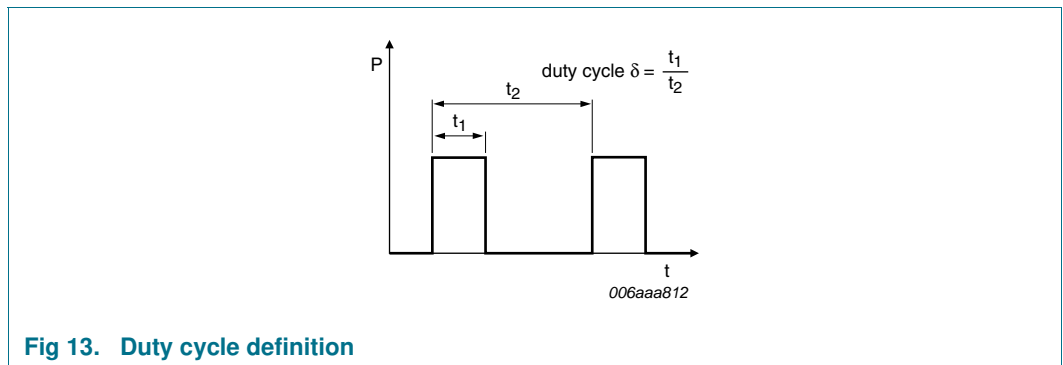 P
duty cycle δ = t1
t2
t2
t1
t
006aaa812
Fig 13. Duty cycle definition